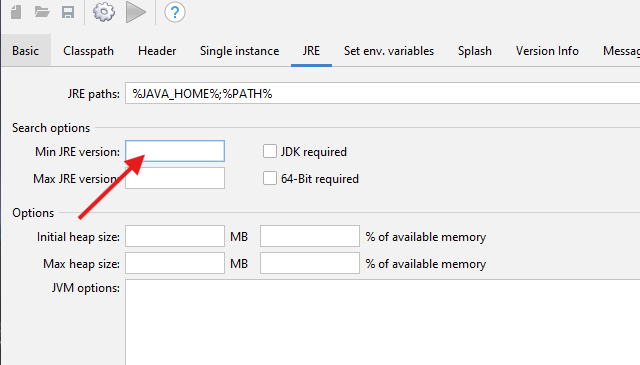 ?
Basic Classpath Header Single instance JRE Set env. variables Splash Version Info Messag
JRE paths: %JAVA_HOME%;%PATH%
Search options
Min JRE version: JDK required
Max JRE version: 64-Bit required
Options
Initial heap size: MB % of available memory
Max heap size: MB % of available memory
JVM options: